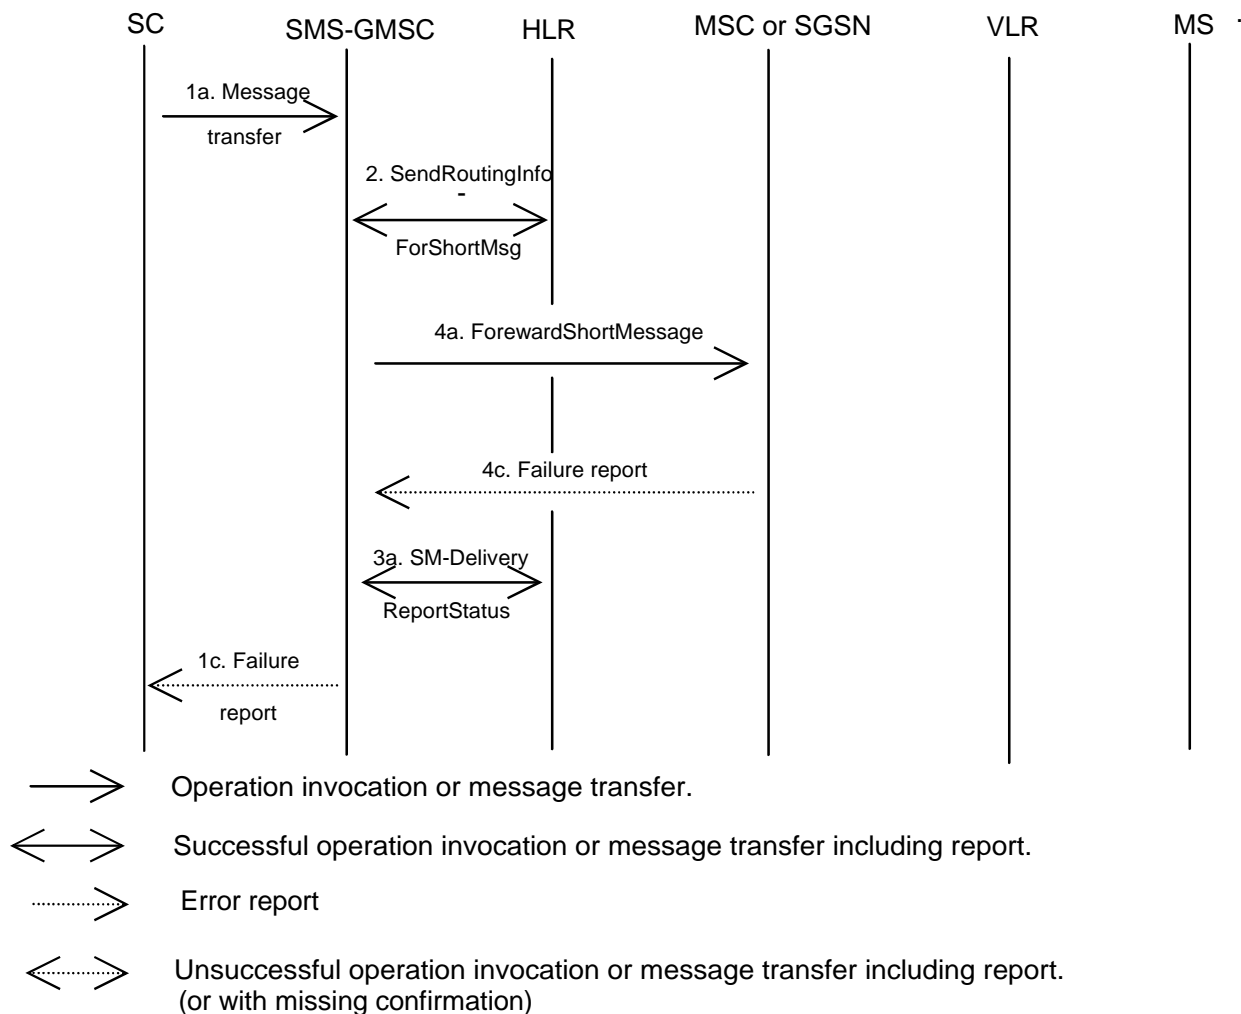 SC
SMS-GMSC
HLR
MSC or SGSN
VLR
MS
1a. Message
transfer
2. SendRoutingInfo
-
ForShortMsg
4a. ForewardShortMessage
4c. Failure report
3a. SM-Delivery
ReportStatus
1c. Failure
report
Operation invocation or message transfer.
Successful operation invocation or message transfer including report.
Error report
Unsuccessful operation invocation or message transfer including report.
(or with missing confirmation)